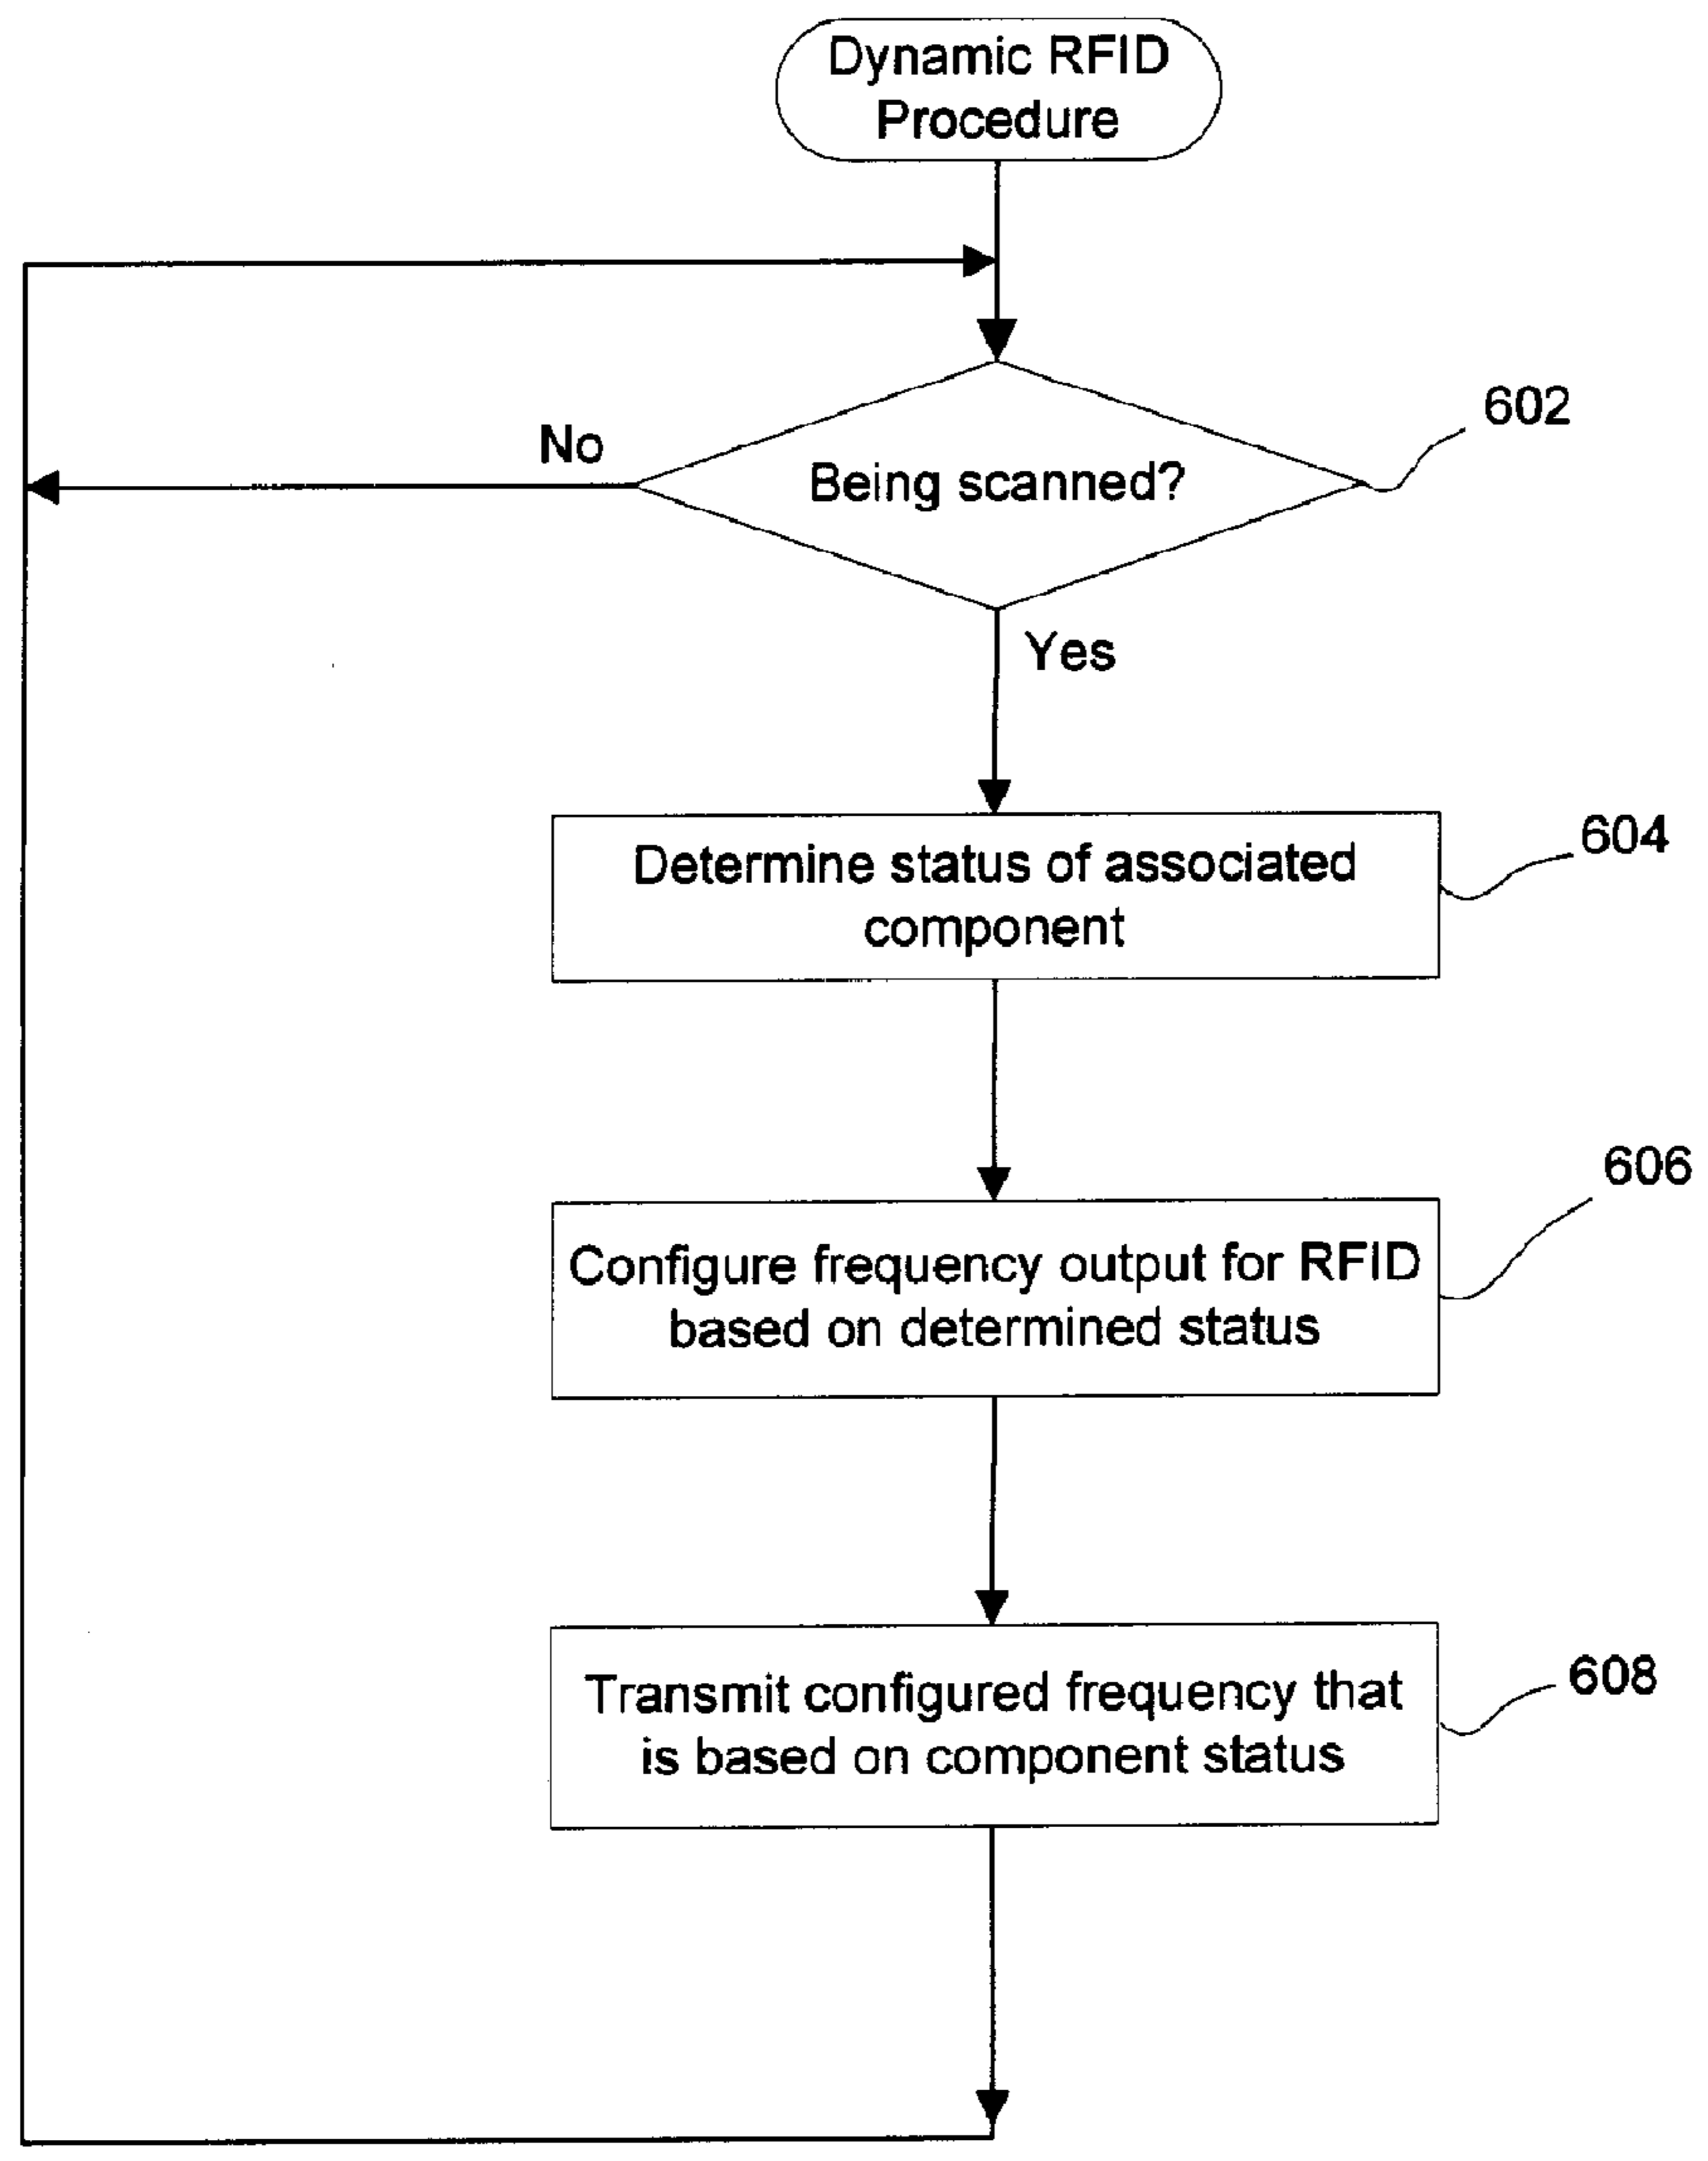 Dynamic RFID
Procedure
602
No
Being scanned?
Yes
604
Determine status of associated
component
606
Configure frequency output for RFID
based on determined status
608
Transmit configured frequency that
is based on component status